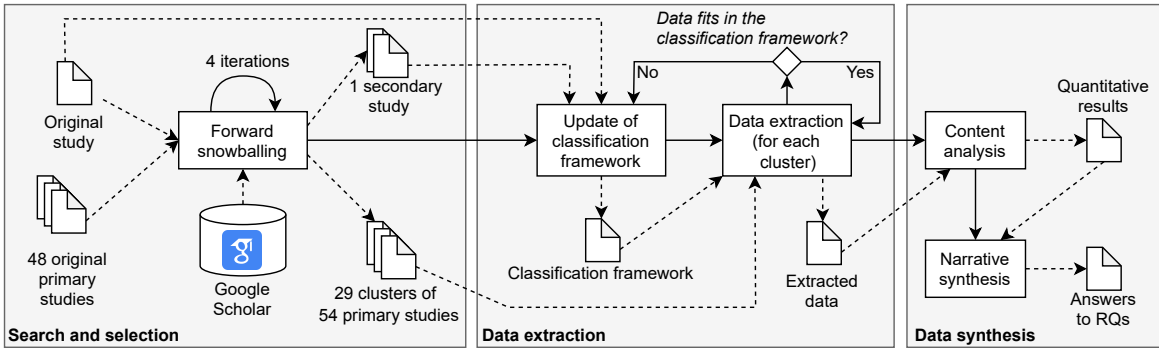 4 iterations
Original
study
Forward
snowballing
1 secondary
study
48 original
primary
studies
Google
Scholar
29 clusters of
54 primary studies
Search and selection
Data fits in the
classification framework?
No
Yes
Update of
classification
framework
Data extraction
(for each
cluster)
Classification framework
Extracted
data
Data extraction
Quantitative
results
Content
analysis
Narrative
synthesis
Answers
to RQs
Data synthesis